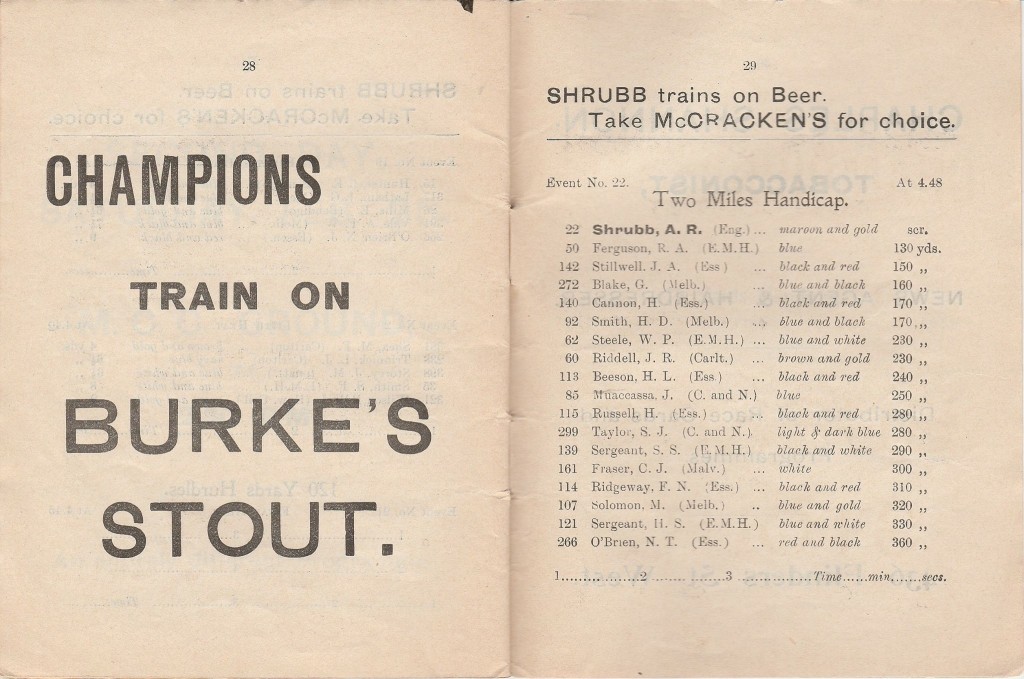 28
CHAMPIONS
TRAIN ON
BURKE'S
STOUT.
29
SHRUBB trains on Beer.
Take McCRACKEN'S for choice.
Event No. 22. At 4.48
Two Miles Handicap.
22 Shrubb, A. R. (Eng.) ... maroon and gold scr.
50 Ferguson, R. A. (E.M.H.) blue 130 yds.
142 Stillwell, J. A. (Ess ) ... black and red 150 ,,
272 Blake, G. (Melb.) ... blue and black 160 ,,
140 Cannon, H. (Ess.) ... black and red 170 ,,
92 Smith, H. D. (Melb.) ... blue and black 170 ,,
62 Steele, W. P. (E.M.H.) ... blue and white 230 ,,
60 Riddell, J. R. (Carlt.) ... brown and gold 230 ,,
113 Beeson, H. L. (Ess.) ... black and red 240 ,,
85 Muaccassa, J. (C. and N.) blue 250 ,,
115 Russell, H. (Ess.) ... black and red 280 ,,
299 Taylor, S. J. (C. and N.) light & dark blue 280 ,,
139 Sergeant, S. S. (E.M.H.) black and white 290 ,,
161 Fraser, C. J. (Malv.) ... white 300 ,,
114 Ridgeway, F. N. (Ess.) ... black and red 310 ,,
107 Solomon, M. (Melb.) .. blue and gold 320 ,,
121 Sergeant, H. S. (E.M.H.) blue and white 330 ,,
266 O'Brien, N. T. (Ess.) ... red and black 360 ,,
1...............2...............3...............Time......min,......secs.